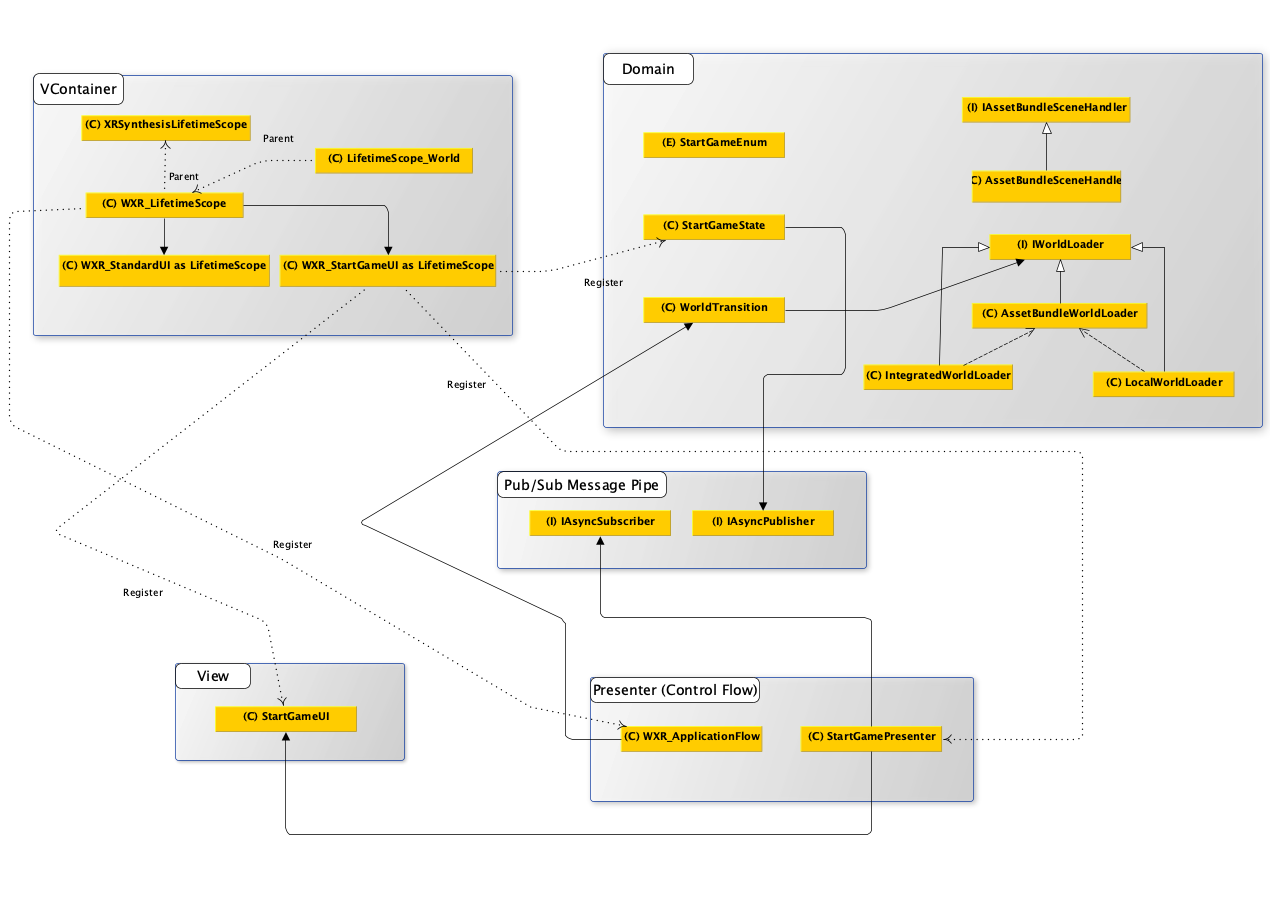 VContainer
(C) XRSynthesisLifetimeScope
Parent
(C) LifetimeScope_World
Parent
(C) WXR_LifetimeScope
(C) WXR_StandardUI as LifetimeScope
(C) WXR_StartGameUI as LifetimeScope
Domain
(I) IAssetBundleSceneHandler
(E) StartGameEnum
C) AssetBundleSceneHandle
(C) StartGameState
(I) IWorldLoader
Register
(C) WorldTransition
(C) AssetBundleWorldLoader
(C) IntegratedWorldLoader
(C) LocalWorldLoader
Register
Pub/Sub Message Pipe
(I) IAsyncSubscriber
(I) IAsyncPublisher
Register
Register
View
(C) StartGameUI
Presenter (Control Flow)
(C) WXR_ApplicationFlow
(C) StartGamePresenter